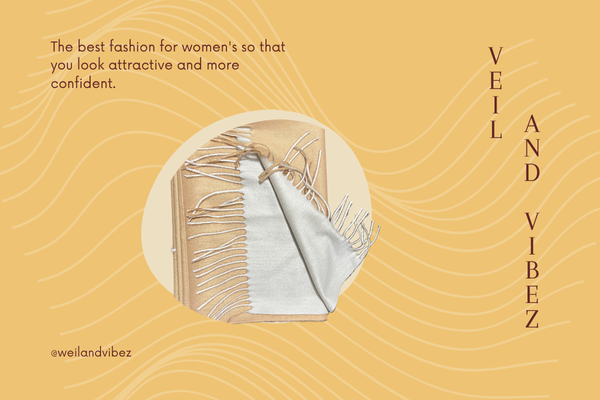 The best fashion for women's so that
you look attractive and more
confident.
VEIL
AND VIBEZ
@weilandvibez